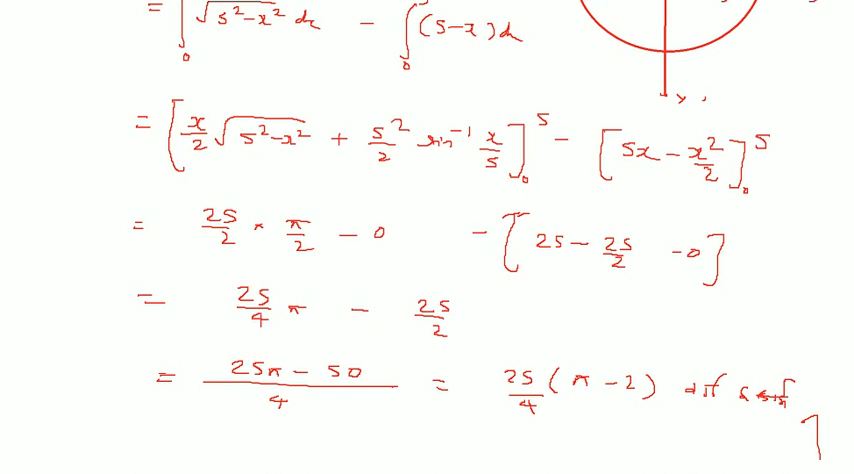 = ∫₀ √(5²-x²) dx - ∫₀⁵ (5-x) dx
= [x/2 √(5²-x²) + 5²/2 sin⁻¹ x/5]₀⁵ - [5x - x²/2]₀⁵
= 25/2 × π/2 - 0 - [25 - 25/2 - 0]
= 25/4 π - 25/2
= (25π - 50)/4 = 25/4 (π - 2)